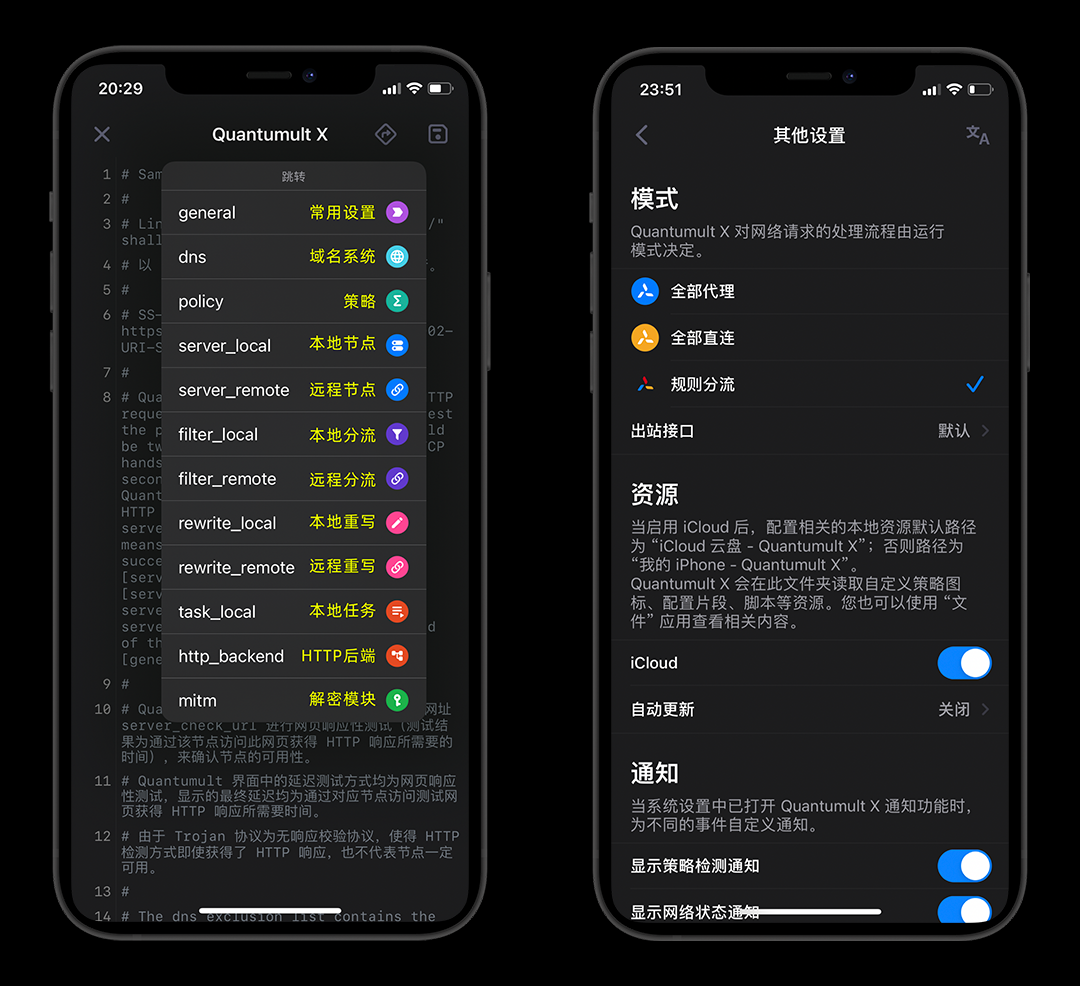 20:29
Quantumult X
跳转
general 常用设置
dns 域名系统
policy 策略
server_local 本地节点
server_remote 远程节点
filter_local 本地分流
filter_remote 远程分流
rewrite_local 本地重写
rewrite_remote 远程重写
task_local 本地任务
http_backend HTTP后端
mitm 解密模块
1 # Sam
2 #
3 # Lin /"
shall
4 # 以 。
5 #
6 # SS-
https 02-
URI-S
7 #
8 # Qua TTP
reque est
the p ld
be tw CP
hands
secon
Quant
HTTP
serve
means
succe
[serv
[serv
serve
serve d
of th
[gene
9 #
10 # Qua 网址
server_check_url 进行网页响应性测试（测试结
果为通过该节点访问此网页获得 HTTP 响应所需要的
时间），来确认节点的可用性。
11 # Quantumult 界面中的延迟测试方式均为网页响应
性测试，显示的最终延迟均为通过对应节点访问测试网
页获得 HTTP 响应所需要时间。
12 # 由于 Trojan 协议为无响应校验协议，使得 HTTP
检测方式即使获得了 HTTP 响应，也不代表节点一定
可用。
13 #
14 # The dns exclusion list contains the
23:51
其他设置
文A
模式
Quantumult X 对网络请求的处理流程由运行
模式决定。
全部代理
全部直连
规则分流
出站接口 默认
资源
当启用 iCloud 后，配置相关的本地资源默认路径
为 “iCloud 云盘 - Quantumult X”；否则路径为
“我的 iPhone - Quantumult X”。
Quantumult X 会在此文件夹读取自定义策略图
标、配置片段、脚本等资源。您也可以使用 “文
件” 应用查看相关内容。
iCloud
自动更新 关闭
通知
当系统设置中已打开 Quantumult X 通知功能时，
为不同的事件自定义通知。
显示策略检测通知
显示网络状态通知